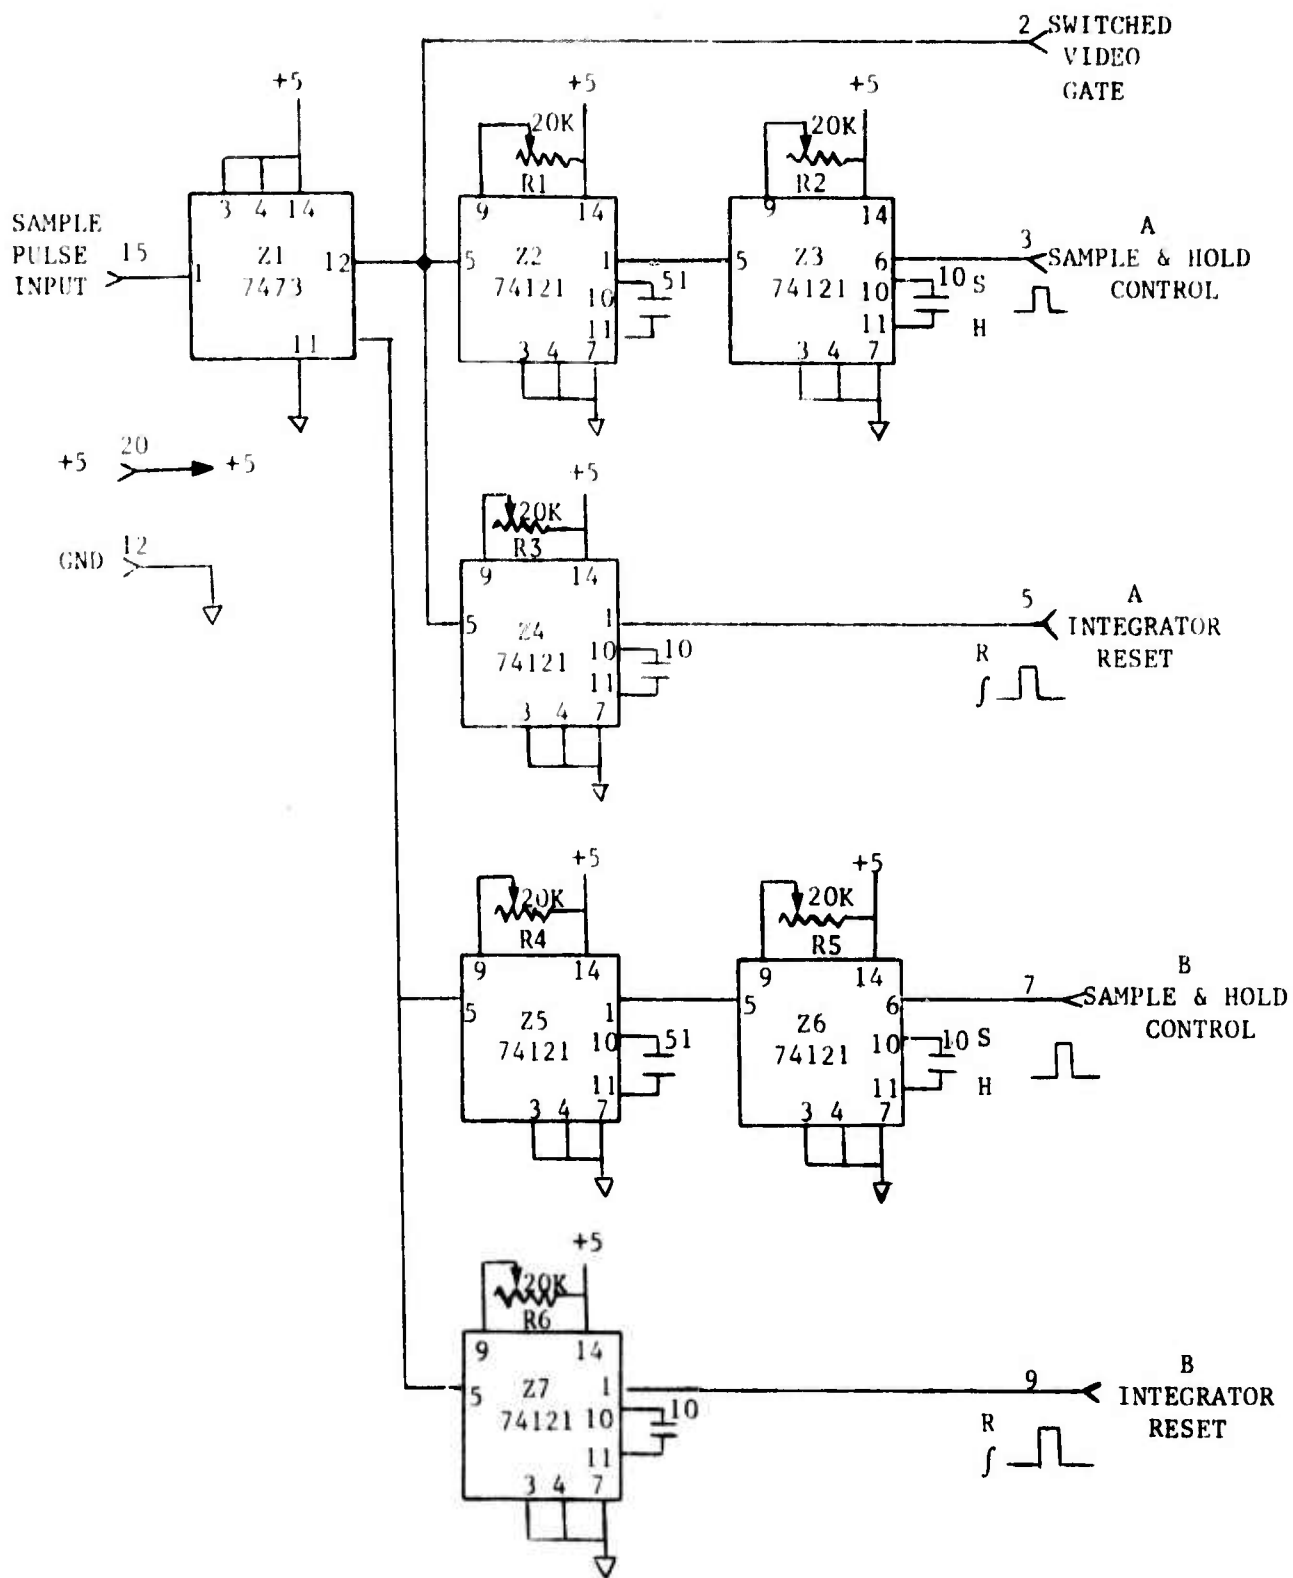 2 SWITCHED
VIDEO
GATE
+5
+5
+5
20K
20K
R1
R2
3 4 14
9
14
9
14
SAMPLE
PULSE
INPUT
15
1
Z1
7473
12
11
5
Z2
74121
1
10
11
51
3 4 7
5
Z3
74121
6
10
11
10
S
H
3 4 7
3
A
SAMPLE & HOLD
CONTROL
+5
20
+5
GND
12
+5
20K
R3
9
14
5
Z4
74121
1
10
11
10
3 4 7
5
A
INTEGRATOR
RESET
R
∫
+5
20K
R4
9
14
5
Z5
74121
1
10
11
51
3 4 7
+5
20K
R5
9
14
5
Z6
74121
6
10
11
10
S
H
3 4 7
7
B
SAMPLE & HOLD
CONTROL
+5
20K
R6
9
14
5
Z7
74121
1
10
11
10
3 4 7
9
B
INTEGRATOR
RESET
R
∫